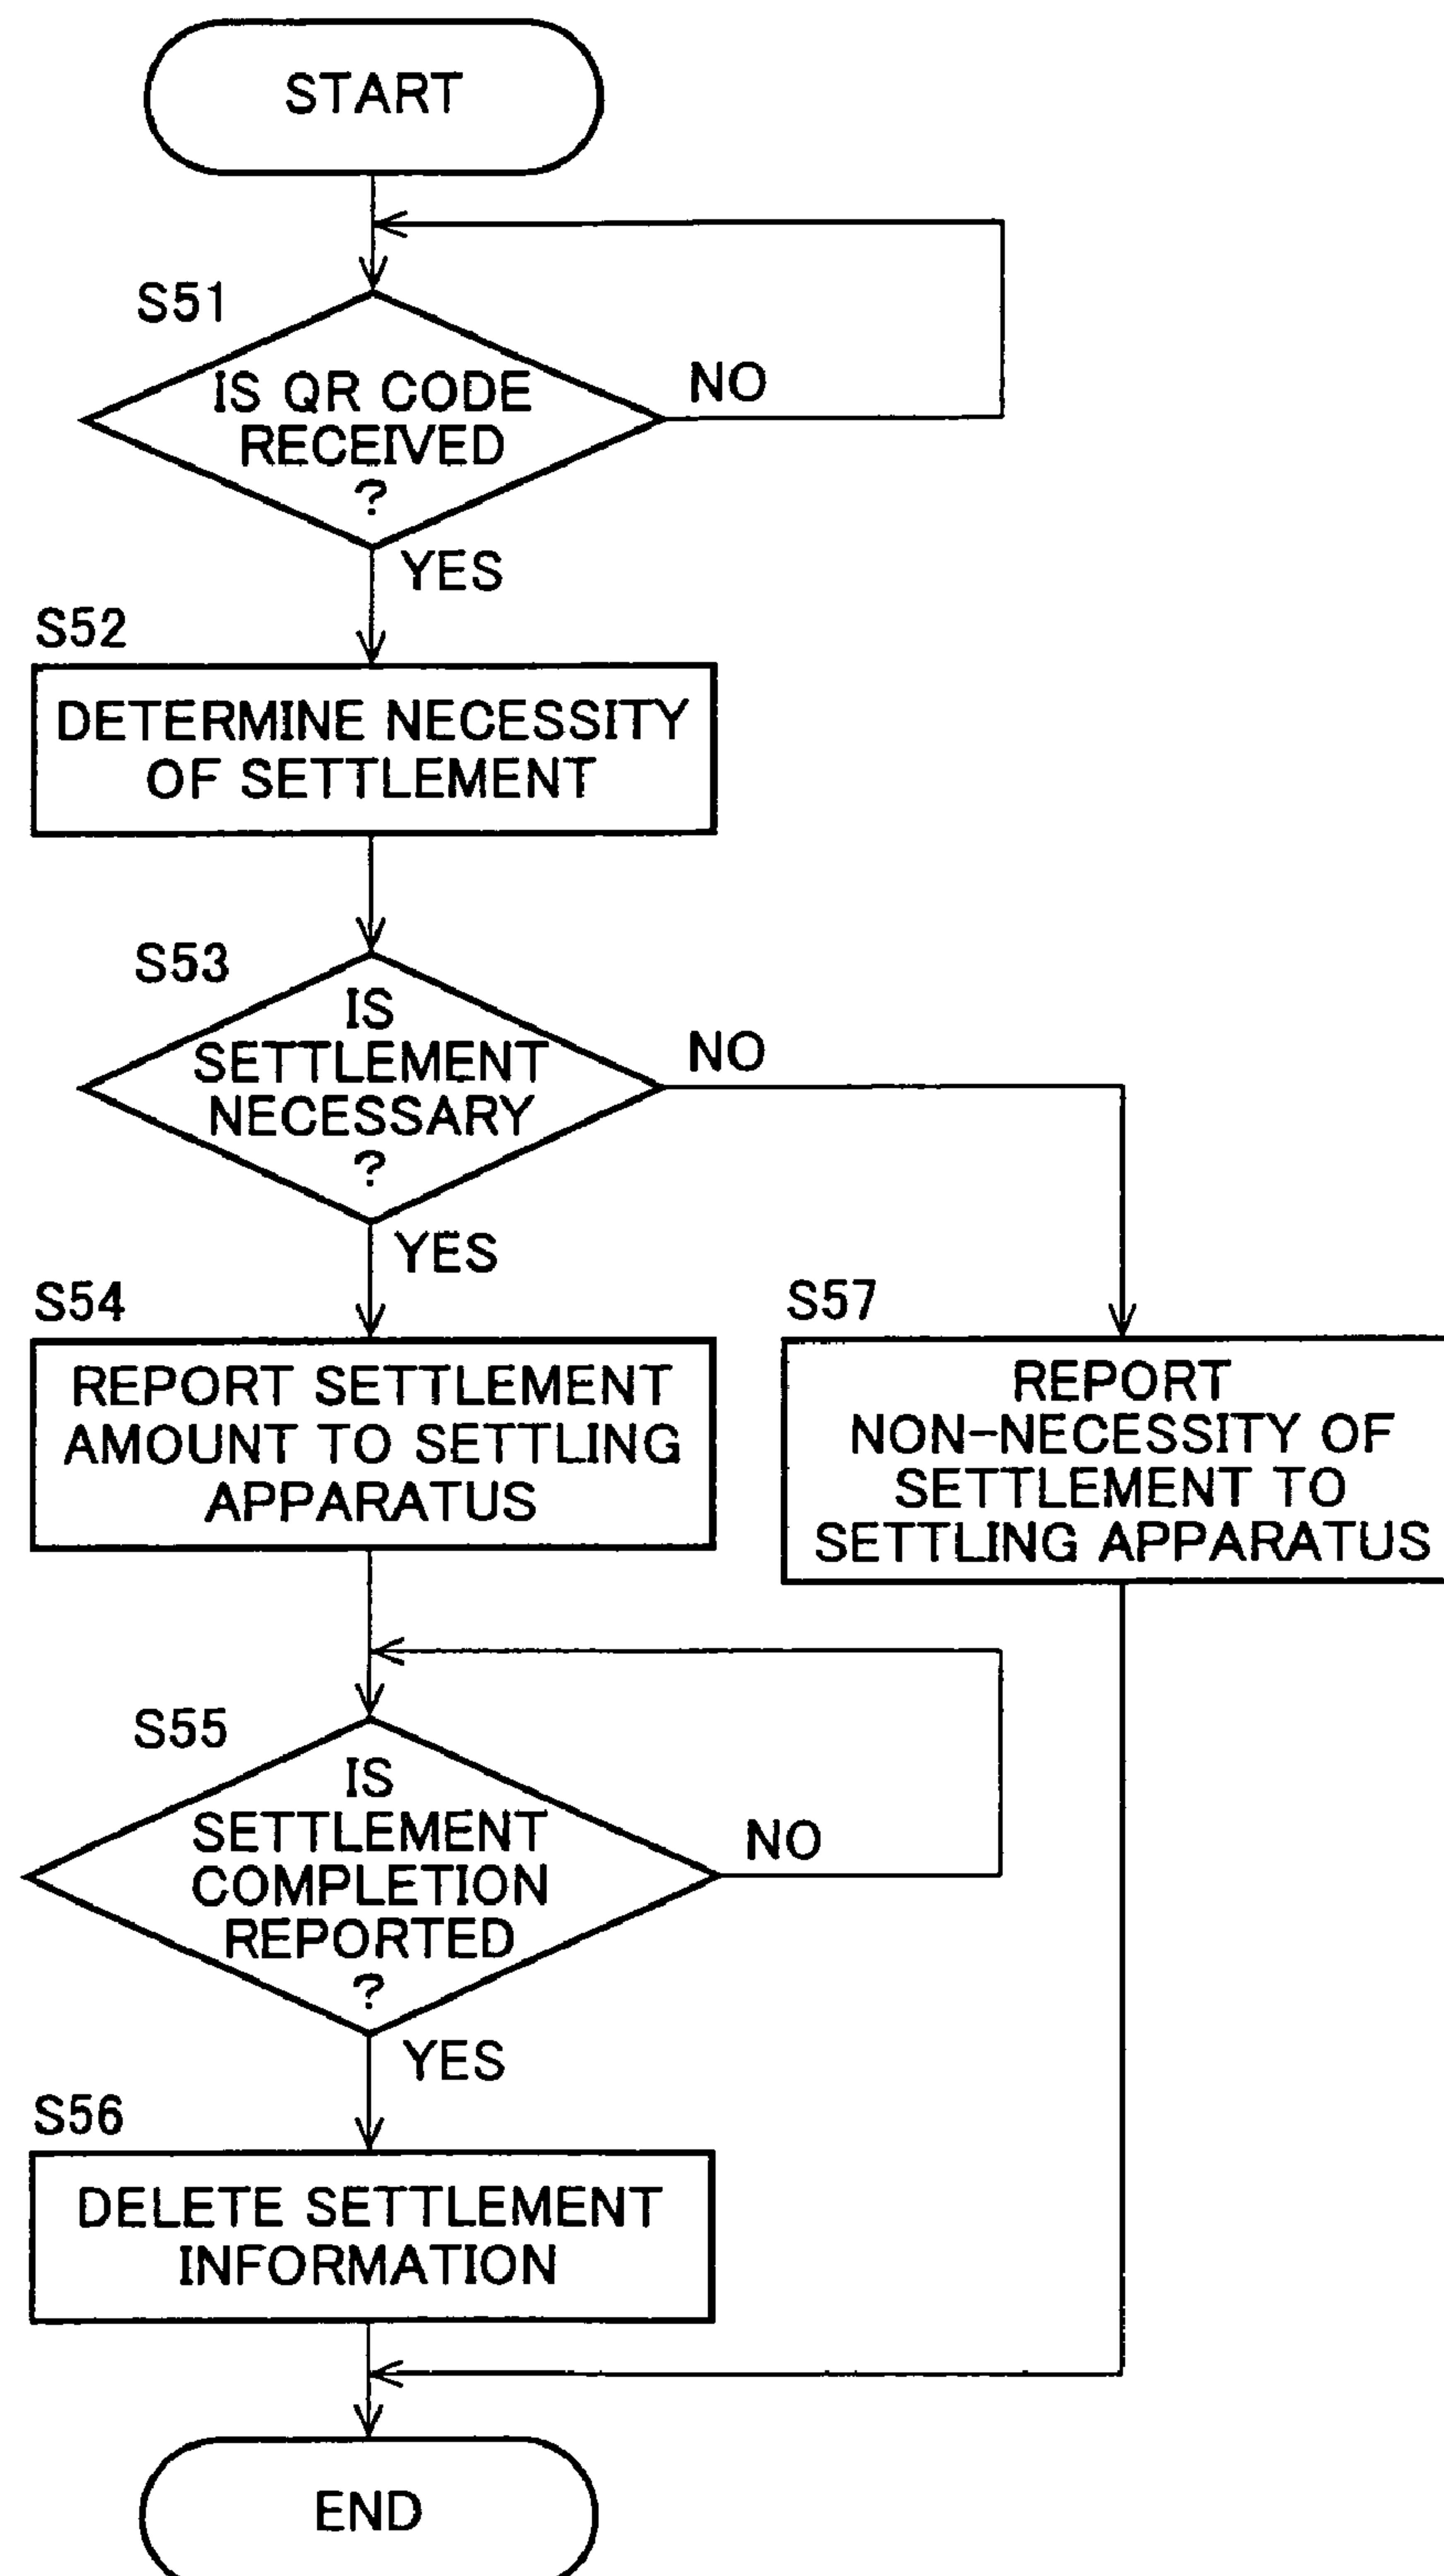 START
S51
IS QR CODE
RECEIVED
?
NO
YES
S52
DETERMINE NECESSITY
OF SETTLEMENT
S53
IS
SETTLEMENT
NECESSARY
?
NO
YES
S54
REPORT SETTLEMENT
AMOUNT TO SETTLING
APPARATUS
S57
REPORT
NON-NECESSITY OF
SETTLEMENT TO
SETTLING APPARATUS
S55
IS
SETTLEMENT
COMPLETION
REPORTED
?
NO
YES
S56
DELETE SETTLEMENT
INFORMATION
END